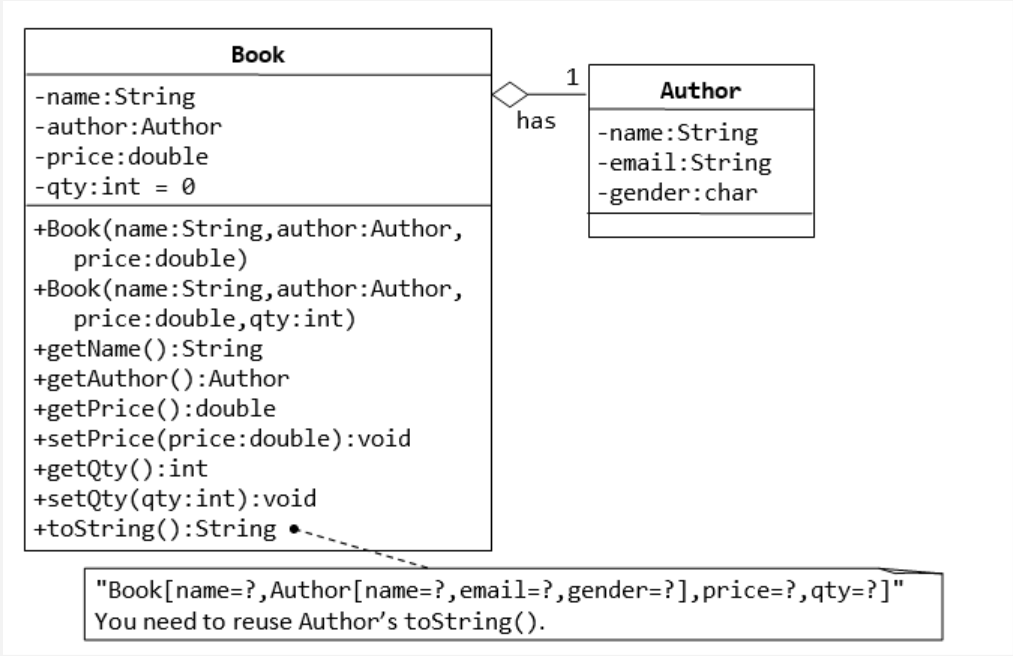 Book
-name:String
-author:Author
-price:double
-qty:int = 0
+Book(name:String,author:Author,
price:double)
+Book(name:String,author:Author,
price:double,qty:int)
+getName():String
+getAuthor():Author
+getPrice():double
+setPrice(price:double):void
+getQty():int
+setQty(qty:int):void
+toString():String
1
has
Author
-name:String
-email:String
-gender:char
"Book[name=?,Author[name=?,email=?,gender=?],price=?,qty=?]"
You need to reuse Author’s toString().